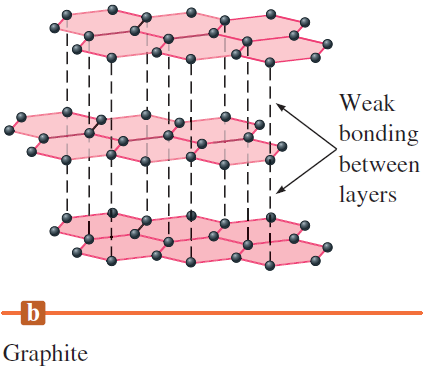 Weak
bonding
between
layers
b
Graphite